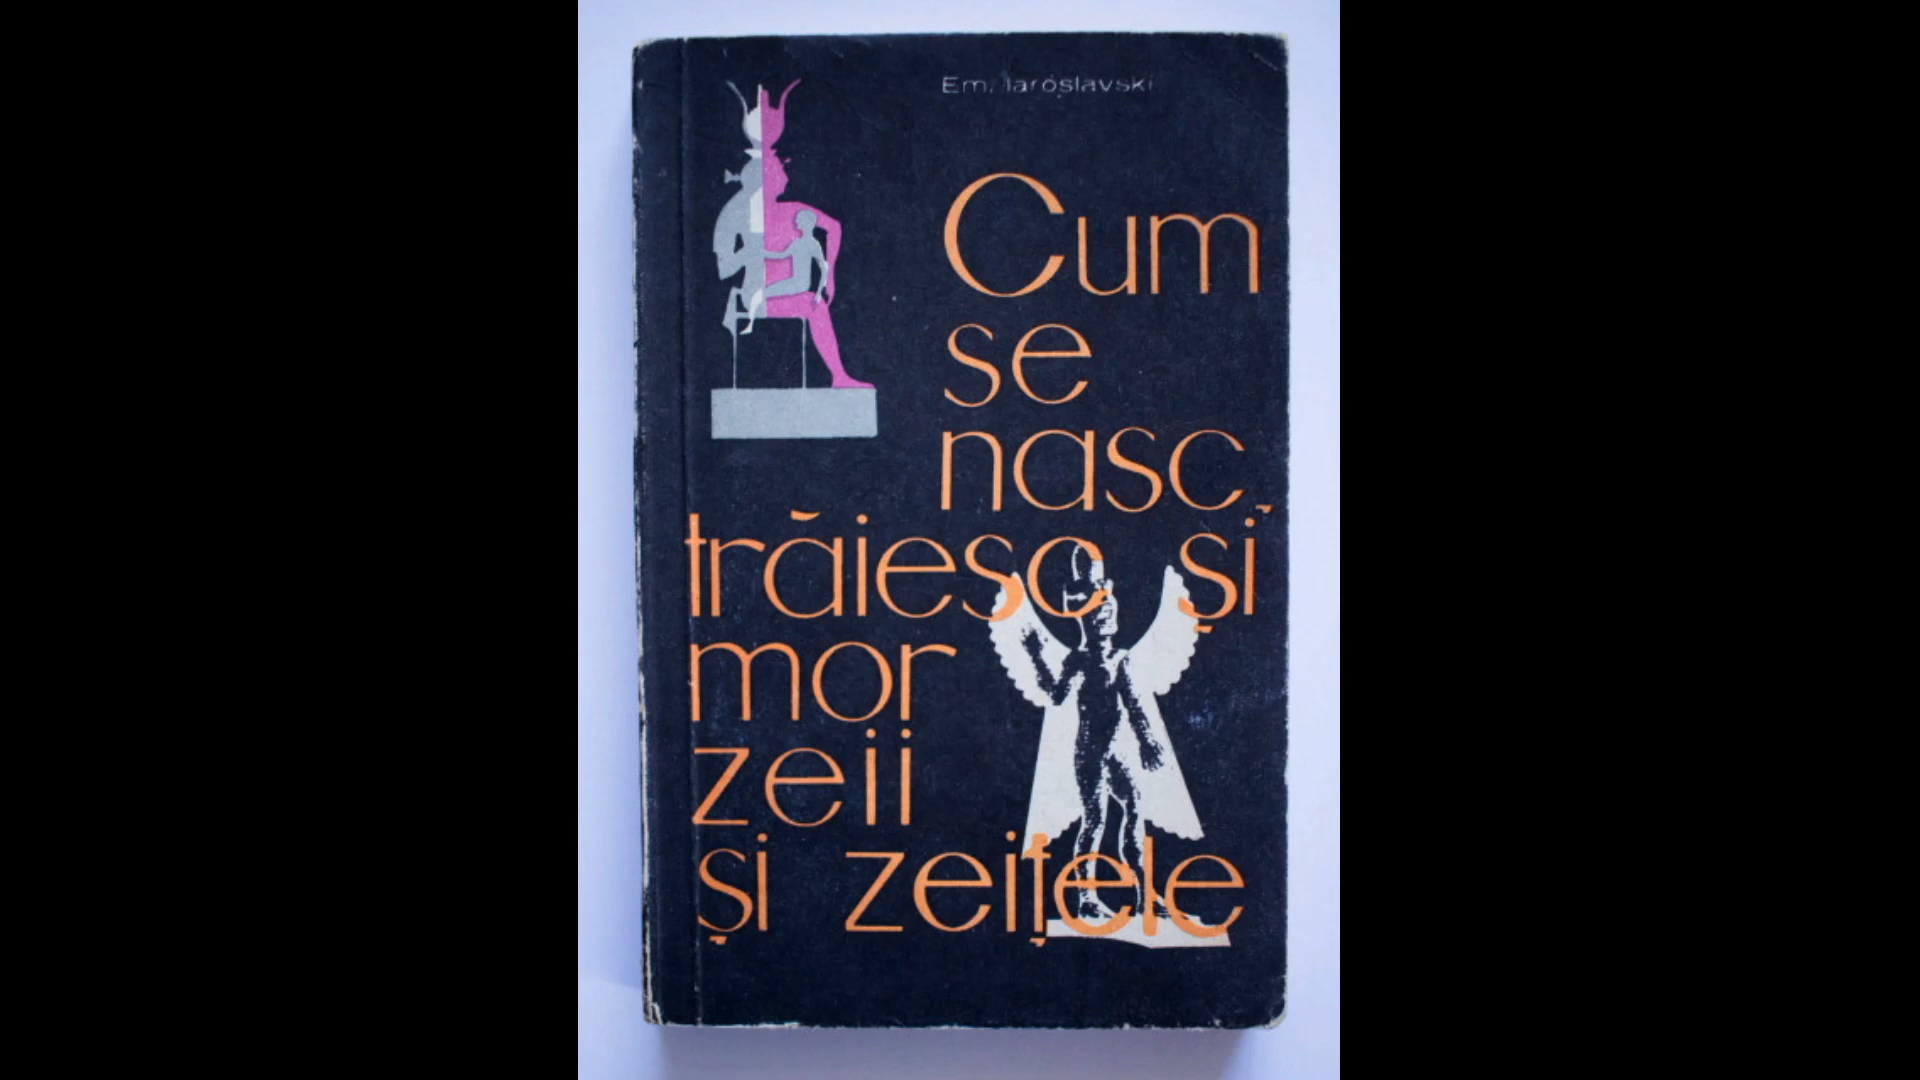 Em. Iaroslavski
Cum
se
nasc,
trăiesc și
mor
zeii
și zeițele